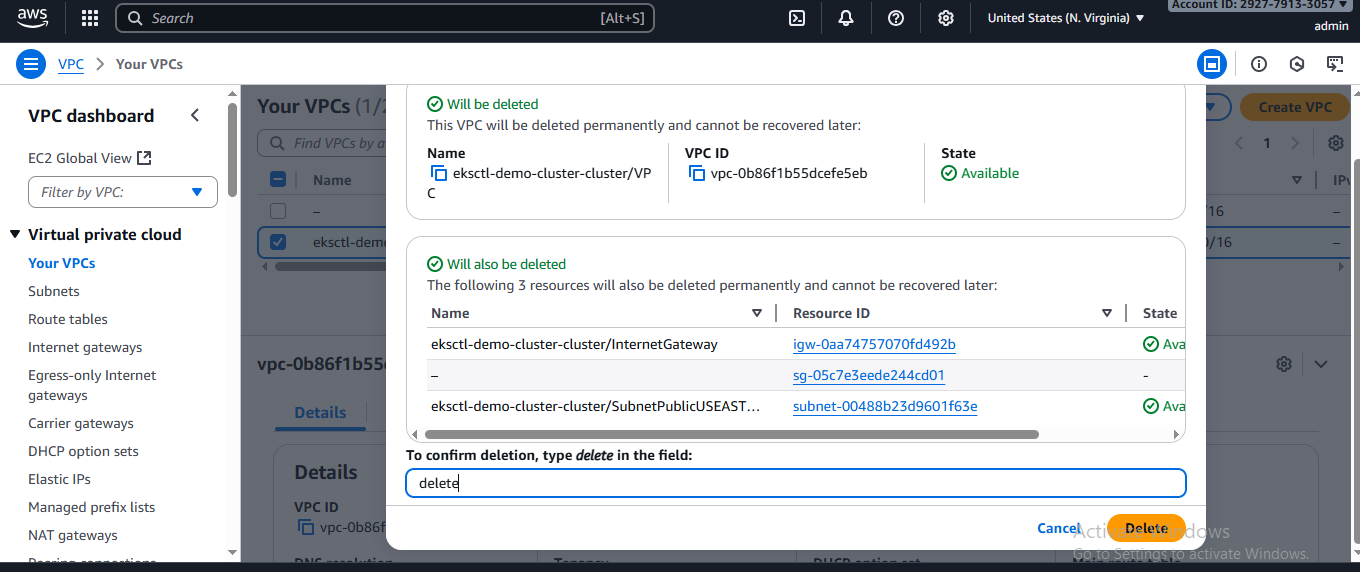 aws
Search
[Alt+S]
United States (N. Virginia)
Account ID: 2927-7913-3057
admin
VPC > Your VPCs
VPC dashboard
EC2 Global View
Filter by VPC:
Virtual private cloud
Your VPCs
Subnets
Route tables
Internet gateways
Egress-only Internet
gateways
Carrier gateways
DHCP option sets
Elastic IPs
Managed prefix lists
NAT gateways
Your VPCs (1/2
Create VPC
Find VPCs by a
1
Name
IPv
–
/16
–
eksctl-demo
0/16
–
vpc-0b86f1b55d
Details
Details
VPC ID
vpc-0b86f
Will be deleted
This VPC will be deleted permanently and cannot be recovered later:
Name
eksctl-demo-cluster-cluster/VP
C
VPC ID
vpc-0b86f1b55dcefe5eb
State
Available
Will also be deleted
The following 3 resources will also be deleted permanently and cannot be recovered later:
Name
Resource ID
State
eksctl-demo-cluster-cluster/InternetGateway
igw-0aa74757070fd492b
Ava
–
sg-05c7e3eede244cd01
-
eksctl-demo-cluster-cluster/SubnetPublicUSEAST...
subnet-00488b23d9601f63e
Ava
To confirm deletion, type delete in the field:
delete
Cancel
Delete
Activate Windows
Go to Settings to activate Windows.